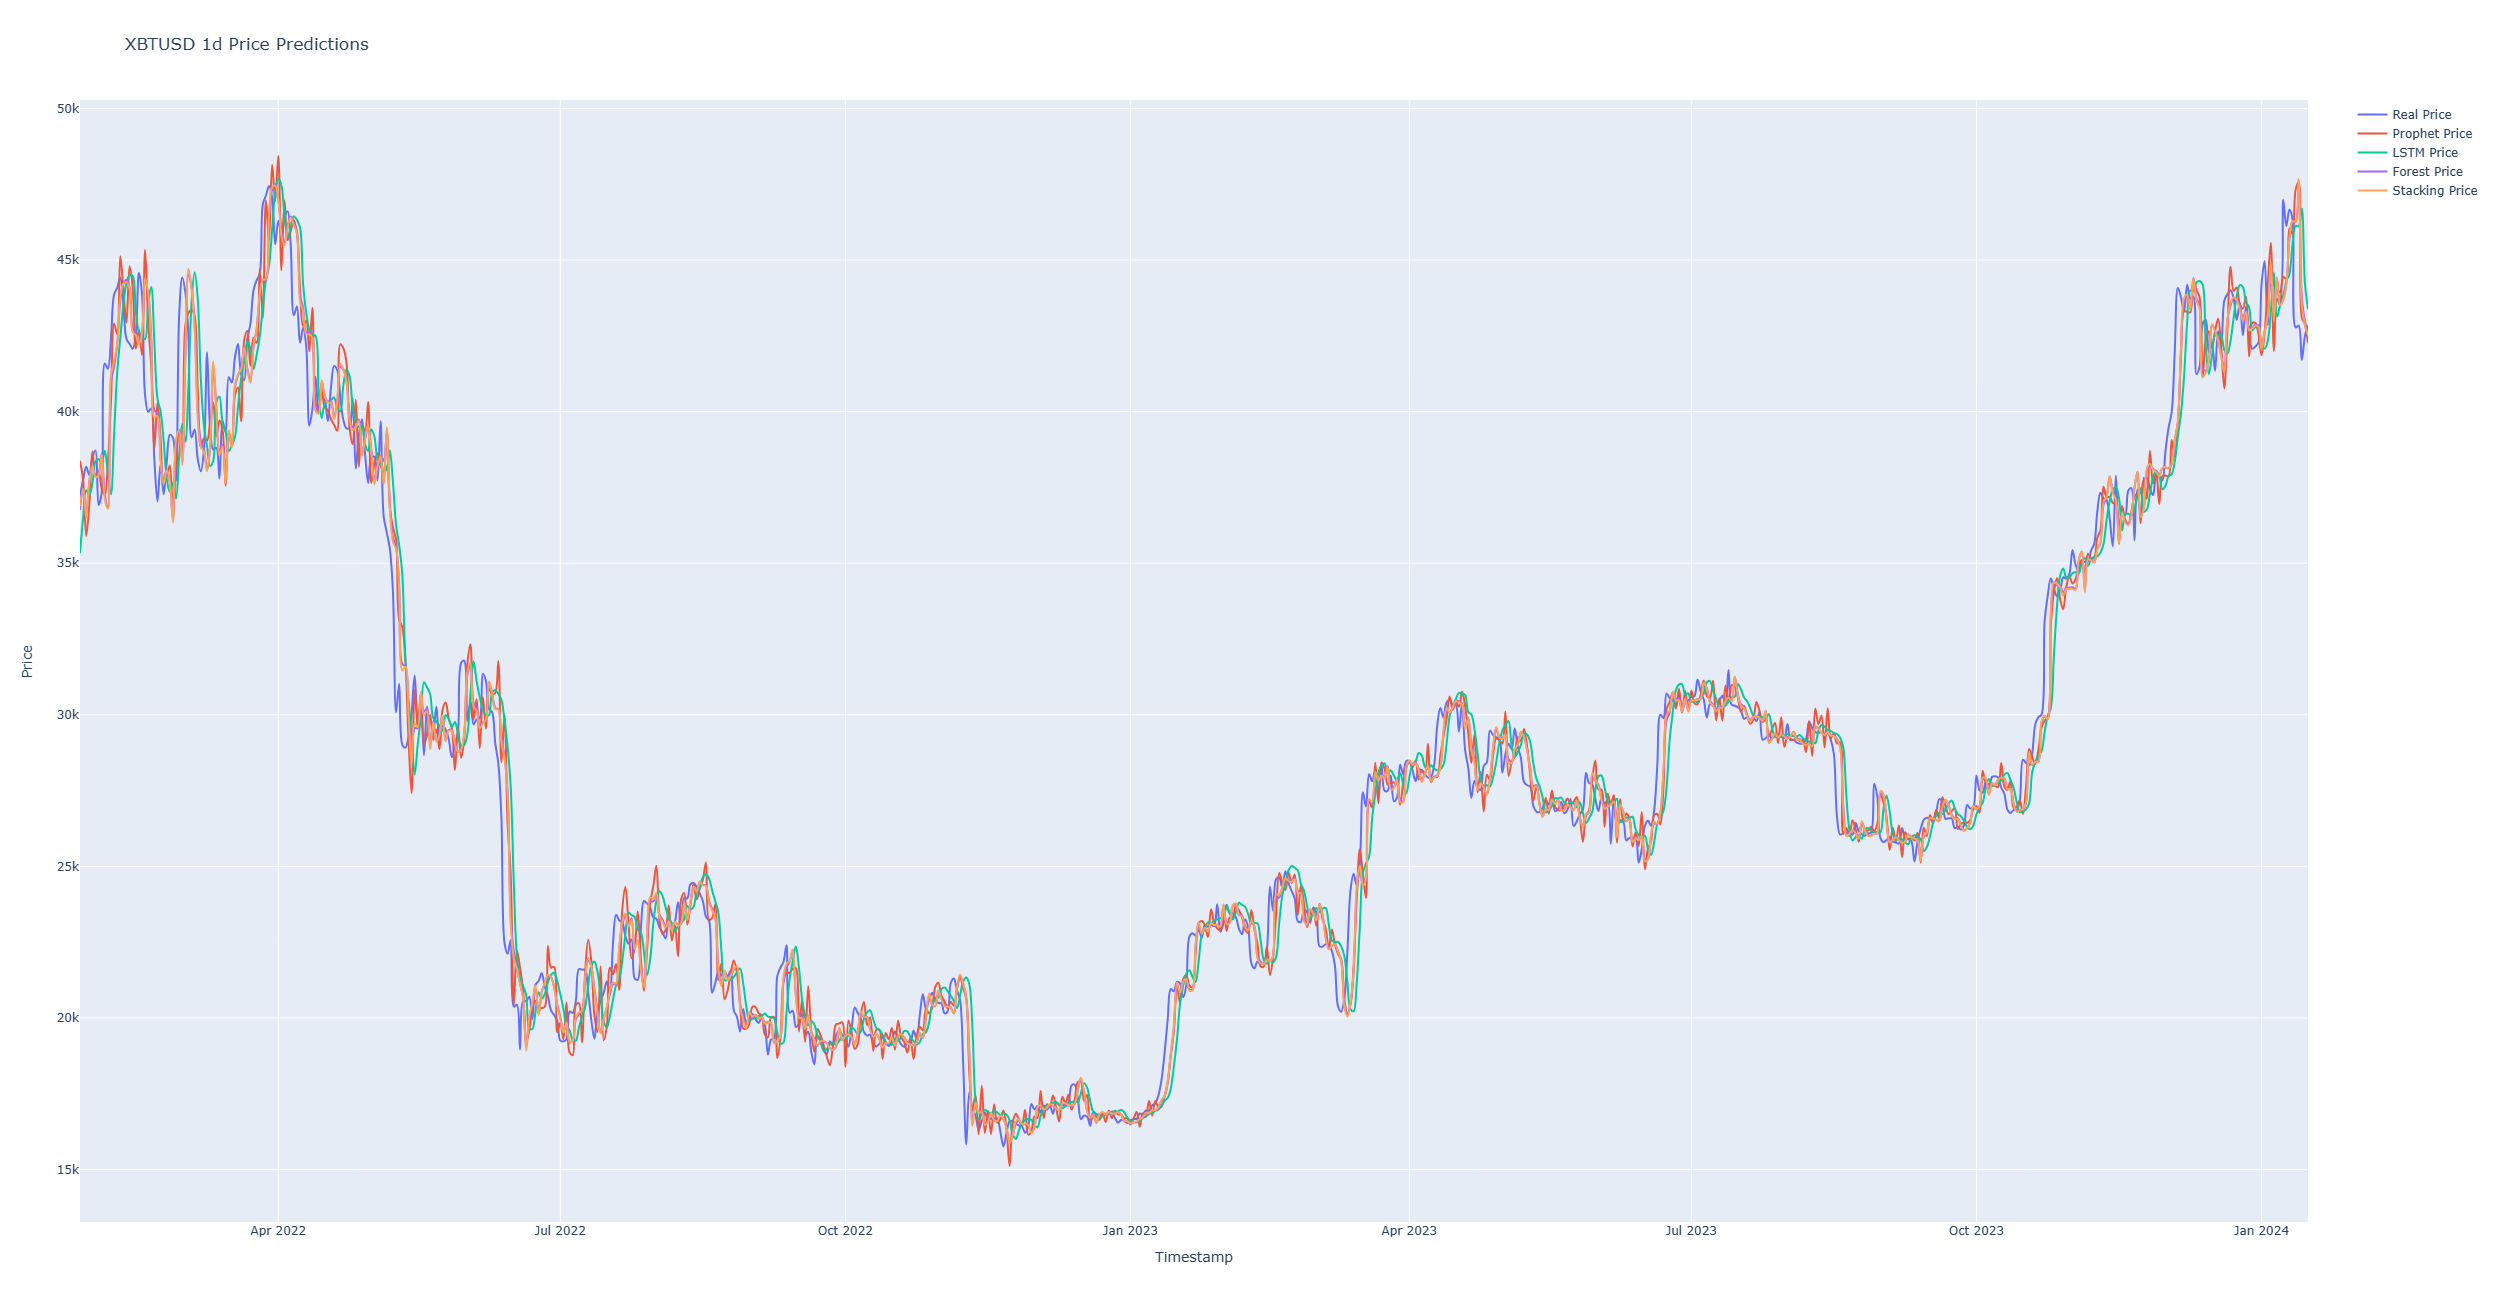 XBTUSD 1d Price Predictions
50k
45k
40k
35k
30k
25k
20k
15k
Price
Apr 2022
Jul 2022
Oct 2022
Jan 2023
Apr 2023
Jul 2023
Oct 2023
Jan 2024
Timestamp
Real Price
Prophet Price
LSTM Price
Forest Price
Stacking Price